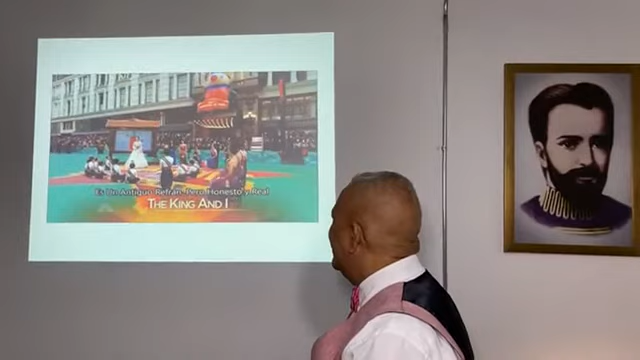 Es Un Antiguo Refrán, Pero Honesto y Real
THE KING AND I